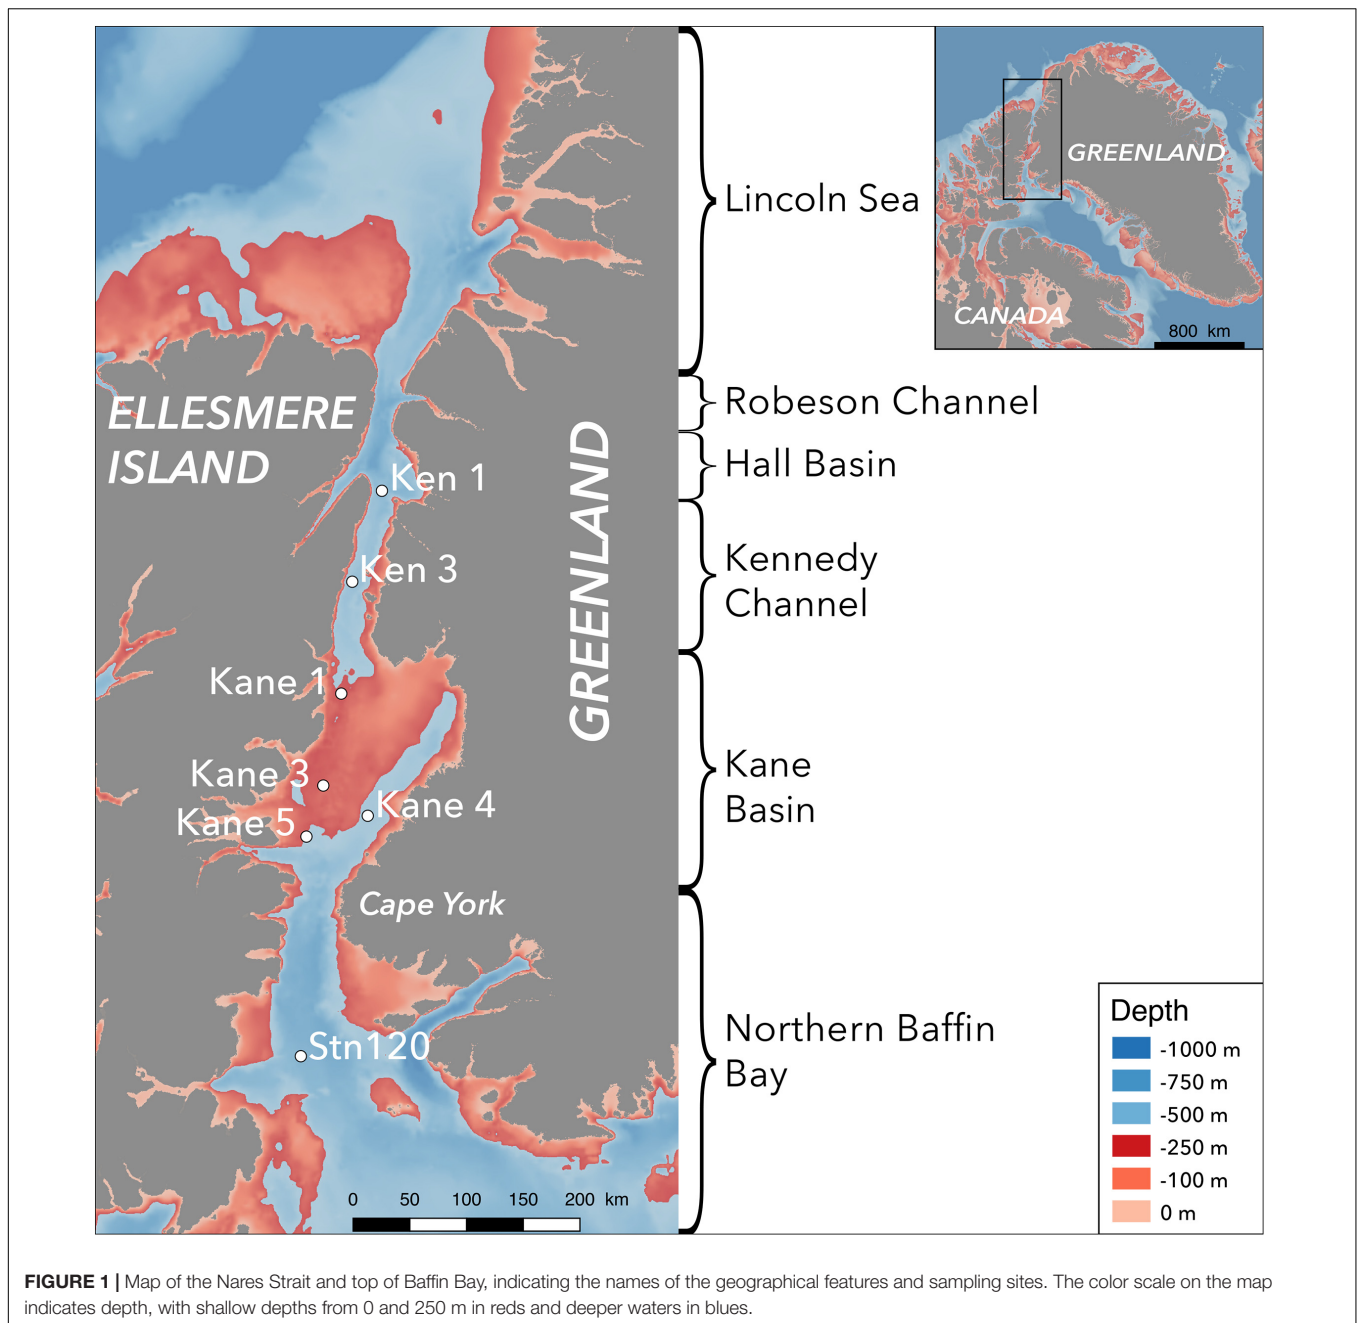 Lincoln Sea
GREENLAND
CANADA
800 km
Robeson Channel
ELLESMERE
ISLAND
GREENLAND
Hall Basin
Ken 1
Kennedy
Channel
Ken 3
Kane 1
Kane
Basin
Kane 3
Kane 4
Kane 5
Cape York
Northern Baffin
Bay
Stn120
0 50 100 150 200 km
Depth
-1000 m
-750 m
-500 m
-250 m
-100 m
0 m
FIGURE 1 | Map of the Nares Strait and top of Baffin Bay, indicating the names of the geographical features and sampling sites. The color scale on the map
indicates depth, with shallow depths from 0 and 250 m in reds and deeper waters in blues.